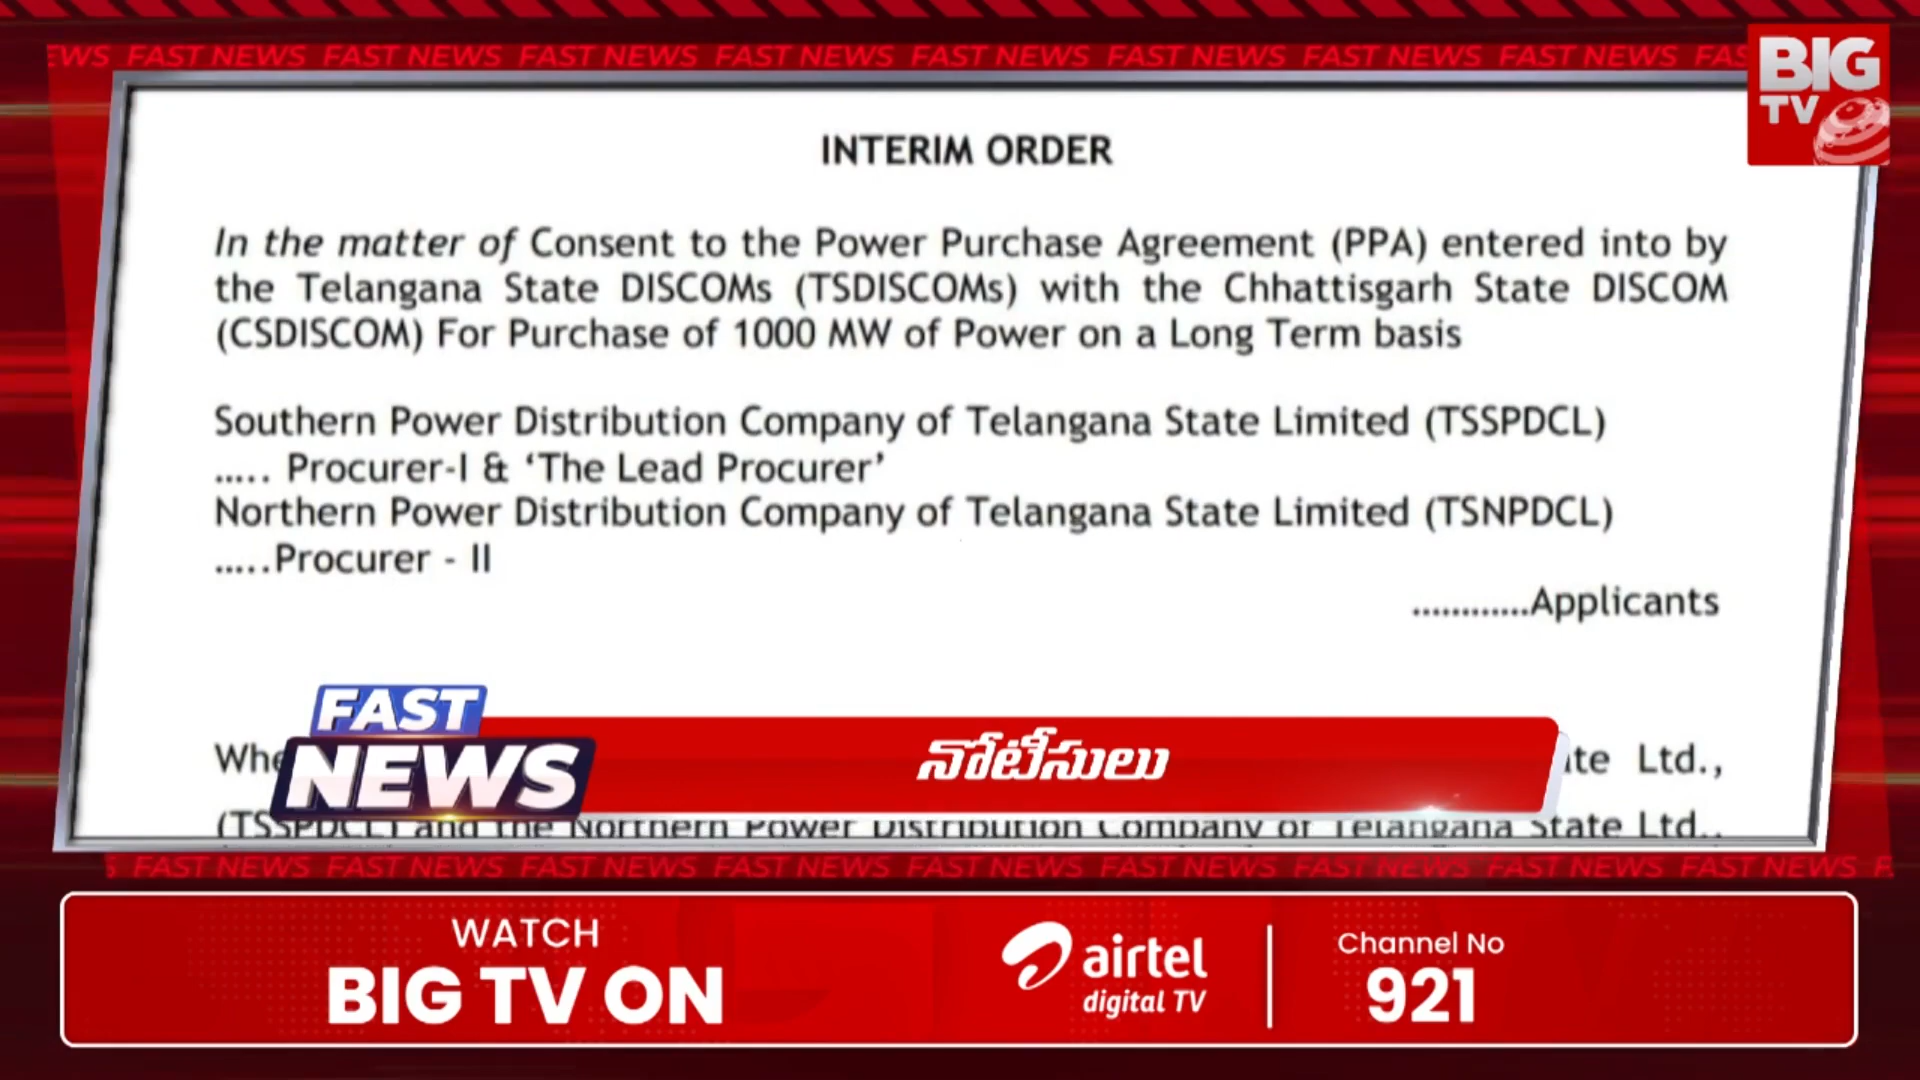 FAST NEWS FAST NEWS FAST NEWS FAST NEWS FAST NEWS FAST NEWS FAST NEWS FAST NEWS
BIG
TV
INTERIM ORDER
In the matter of Consent to the Power Purchase Agreement (PPA) entered into by
the Telangana State DISCOMs (TSDISCOMs) with the Chhattisgarh State DISCOM
(CSDISCOM) For Purchase of 1000 MW of Power on a Long Term basis
Southern Power Distribution Company of Telangana State Limited (TSSPDCL)
..... Procurer-I & ‘The Lead Procurer’
Northern Power Distribution Company of Telangana State Limited (TSNPDCL)
.....Procurer - II
............Applicants
FAST
NEWS
నోటీసులు
Ltd.,
(TSSPDCL) and the Northern Power Distribution Company of Telangana State Ltd.,
FAST NEWS FAST NEWS FAST NEWS FAST NEWS FAST NEWS FAST NEWS FAST NEWS FAST NEWS FAST NEWS
WATCH
BIG TV ON
airtel
digital TV
Channel No
921